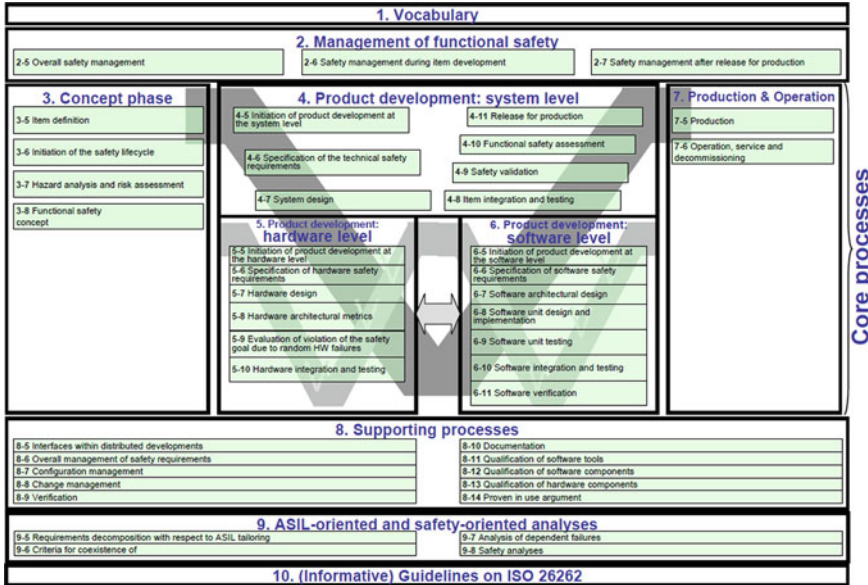 1. Vocabulary
2. Management of functional safety
2-5 Overall safety management
2-6 Safety management during item development
2-7 Safety management after release for production
3. Concept phase
3-5 Item definition
3-6 Initiation of the safety lifecycle
3-7 Hazard analysis and risk assessment
3-8 Functional safety
concept
4. Product development: system level
4-5 Initiation of product development at
the system level
4-6 Specification of the technical safety
requirements
4-7 System design
4-11 Release for production
4-10 Functional safety assessment
4-9 Safety validation
4-8 Item integration and testing
5. Product development:
hardware level
5-5 Initiation of product development at
the hardware level
5-6 Specification of hardware safety
requirements
5-7 Hardware design
5-8 Hardware architectural metrics
5-9 Evaluation of violation of the safety
goal due to random HW failures
5-10 Hardware integration and testing
6. Product development:
software level
6-5 Initiation of product development at
the software level
6-6 Specification of software safety
requirements
6-7 Software architectural design
6-8 Software unit design and
implementation
6-9 Software unit testing
6-10 Software integration and testing
6-11 Software verification
7. Production & Operation
7-5 Production
7-6 Operation, service and
decommissioning
Core processes
8. Supporting processes
8-5 Interfaces within distributed developments
8-6 Overall management of safety requirements
8-7 Configuration management
8-8 Change management
8-9 Verification
8-10 Documentation
8-11 Qualification of software tools
8-12 Qualification of software components
8-13 Qualification of hardware components
8-14 Proven in use argument
9. ASIL-oriented and safety-oriented analyses
9-5 Requirements decomposition with respect to ASIL tailoring
9-6 Criteria for coexistence of
9-7 Analysis of dependent failures
9-8 Safety analyses
10. (Informative) Guidelines on ISO 26262